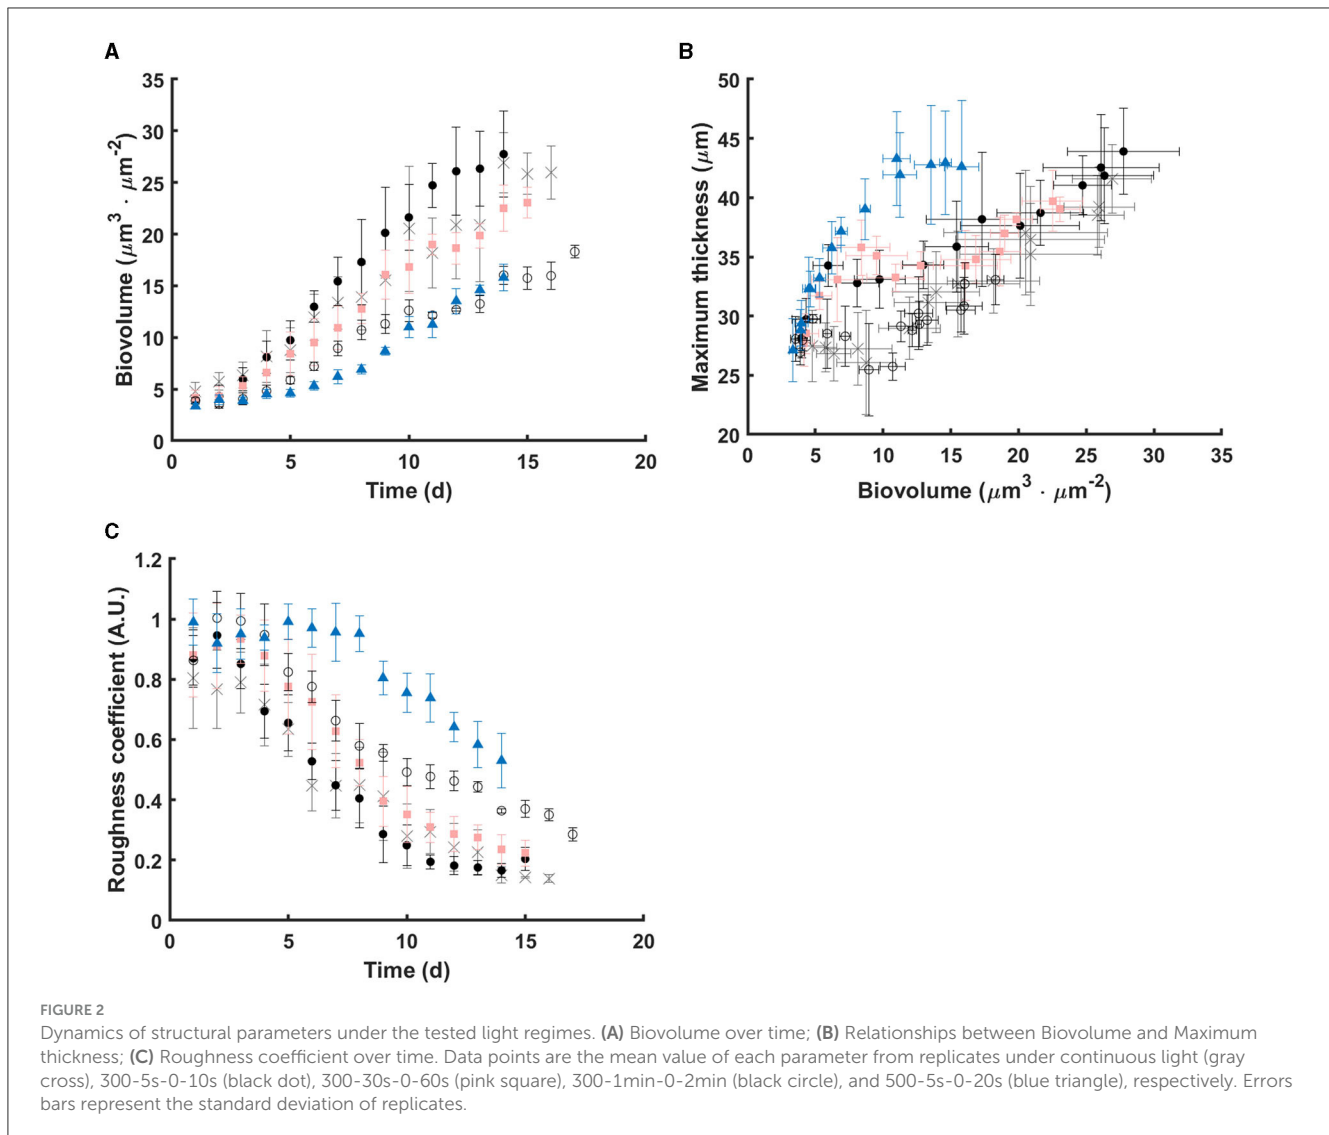 A
35
30
25
20
15
10
5
0
Biovolume (μm³ · μm⁻²)
0 5 10 15 20
Time (d)
B
50
45
40
35
30
25
20
Maximum thickness (μm)
0 5 10 15 20 25 30 35
Biovolume (μm³ · μm⁻²)
C
1.2
1
0.8
0.6
0.4
0.2
0
Roughness coefficient (A.U.)
0 5 10 15 20
Time (d)
FIGURE 2
Dynamics of structural parameters under the tested light regimes. (A) Biovolume over time; (B) Relationships between Biovolume and Maximum
thickness; (C) Roughness coefficient over time. Data points are the mean value of each parameter from replicates under continuous light (gray
cross), 300-5s-0-10s (black dot), 300-30s-0-60s (pink square), 300-1min-0-2min (black circle), and 500-5s-0-20s (blue triangle), respectively. Errors
bars represent the standard deviation of replicates.